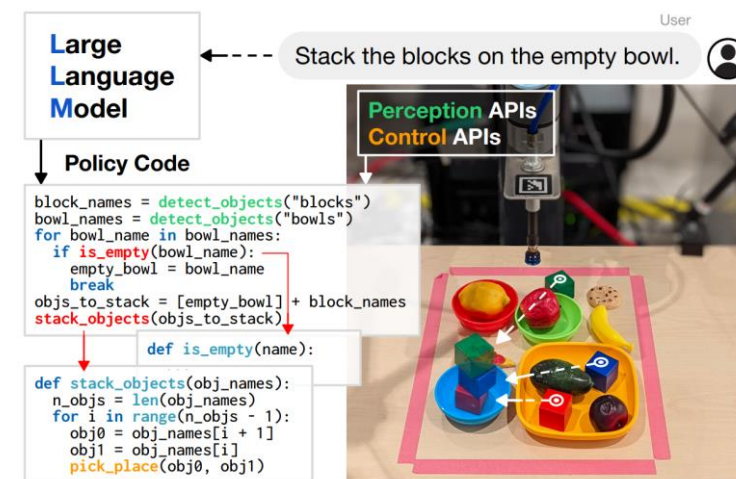 User
Stack the blocks on the empty bowl.
Large
Language
Model
Perception APIs
Control APIs
Policy Code
block_names = detect_objects("blocks")
bowl_names = detect_objects("bowls")
for bowl_name in bowl_names:
  if is_empty(bowl_name):
    empty_bowl = bowl_name
    break
objs_to_stack = [empty_bowl] + block_names
stack_objects(objs_to_stack)
def is_empty(name):
def stack_objects(obj_names):
  n_objs = len(obj_names)
  for i in range(n_objs - 1):
    obj0 = obj_names[i + 1]
    obj1 = obj_names[i]
    pick_place(obj0, obj1)